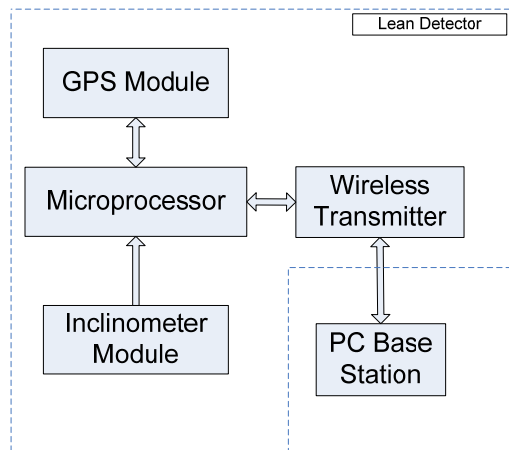 Lean Detector
GPS Module
Microprocessor
Wireless
Transmitter
Inclinometer
Module
PC Base
Station